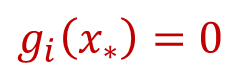 gᵢ(x∗) = 0